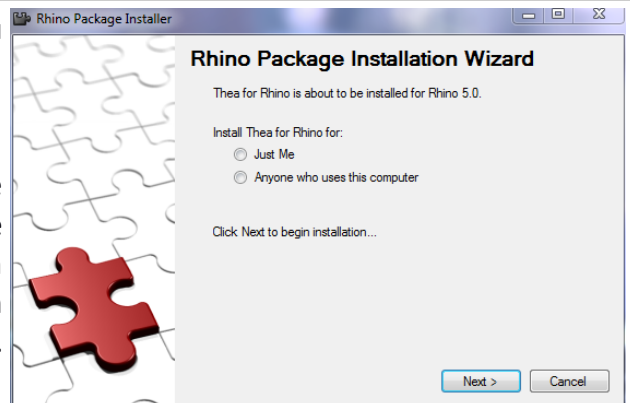 Rhino Package Installer
Rhino Package Installation Wizard
Thea for Rhino is about to be installed for Rhino 5.0.
Install Thea for Rhino for:
Just Me
Anyone who uses this computer
Click Next to begin installation...
Next >
Cancel